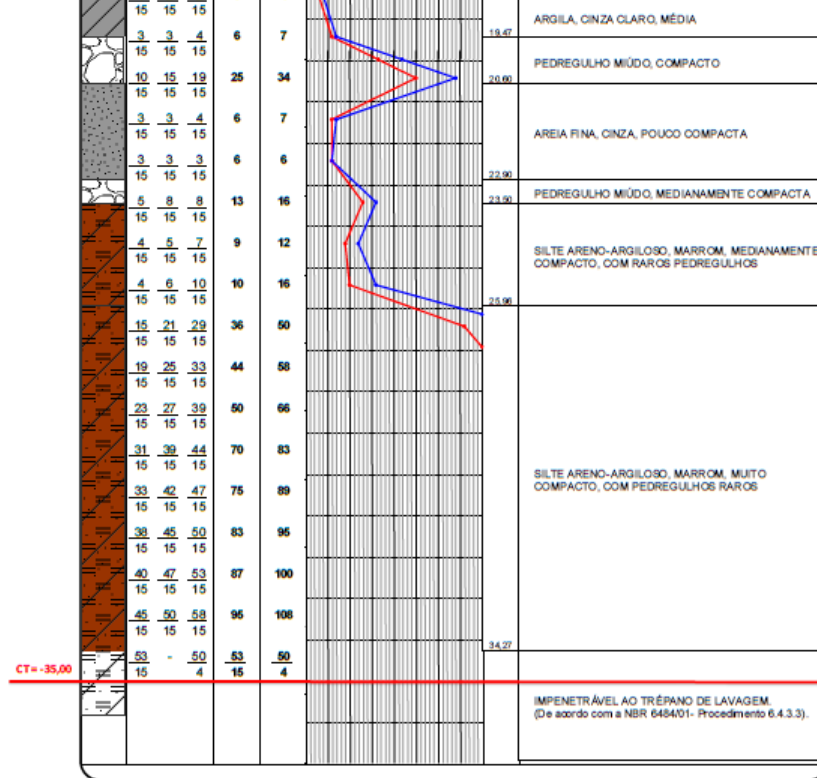 15 15 15
ARGILA, CINZA CLARO, MÉDIA
19,47
3 3 4 6 7
15 15 15
PEDREGULHO MIÚDO, COMPACTO
10 15 19 25 34
15 15 15
20,60
3 3 4 6 7
15 15 15
AREIA FINA, CINZA, POUCO COMPACTA
3 3 3 6 6
15 15 15
22,90
PEDREGULHO MIÚDO, MEDIANAMENTE COMPACTA
5 8 8 13 16
15 15 15
23,50
4 5 7 9 12
15 15 15
SILTE ARENO-ARGILOSO, MARROM, MEDIANAMENTE
COMPACTO, COM RAROS PEDREGULHOS
4 6 10 10 16
15 15 15
15 21 29 36 50
15 15 15
19 25 33 44 58
15 15 15
23 27 39 50 66
15 15 15
31 39 44 70 83
15 15 15
SILTE ARENO-ARGILOSO, MARROM, MUITO
COMPACTO, COM PEDREGULHOS RAROS
33 42 47 75 89
15 15 15
38 45 50 83 95
15 15 15
40 47 53 87 100
15 15 15
45 50 58 95 108
15 15 15
34,27
53 - 50 53 50
15 4 15 4
CT= -35,00
IMPENETRÁVEL AO TRÉPANO DE LAVAGEM.
(De acordo com a NBR 6484/01- Procedimento 6.4.3.3).